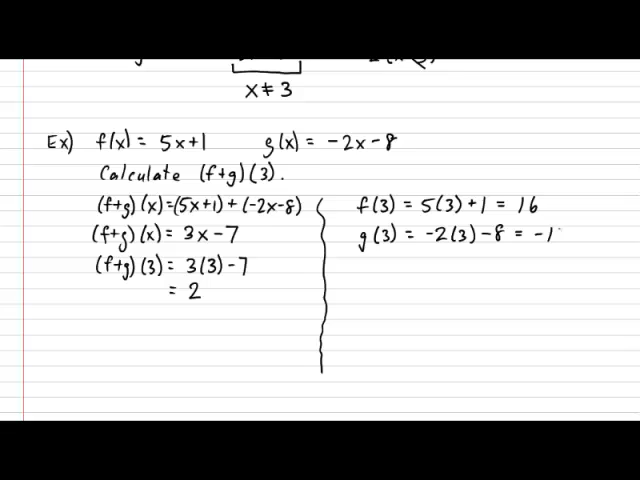 x ≠ 3
Ex) f(x) = 5x+1 g(x) = -2x-8
Calculate (f+g)(3).
(f+g)(x)=(5x+1)+(-2x-8)
(f+g)(x) = 3x-7
(f+g)(3) = 3(3)-7
= 2
f(3) = 5(3)+1 = 16
g(3) = -2(3)-8 = -1